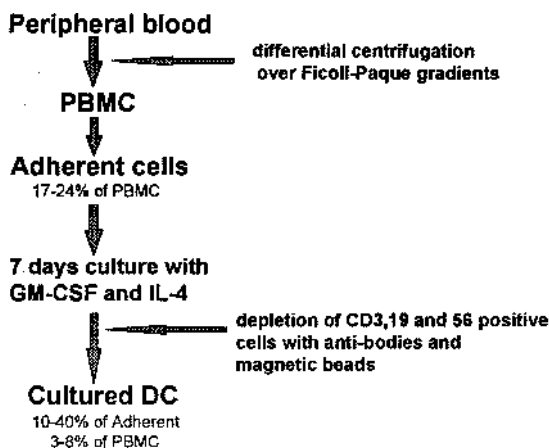 Peripheral blood
differential centrifugation
over Ficoll-Paque gradients
PBMC
Adherent cells
17-24% of PBMC
7 days culture with
GM-CSF and IL-4
depletion of CD3,19 and 56 positive
cells with anti-bodies and
magnetic beads
Cultured DC
10-40% of Adherent
3-8% of PBMC